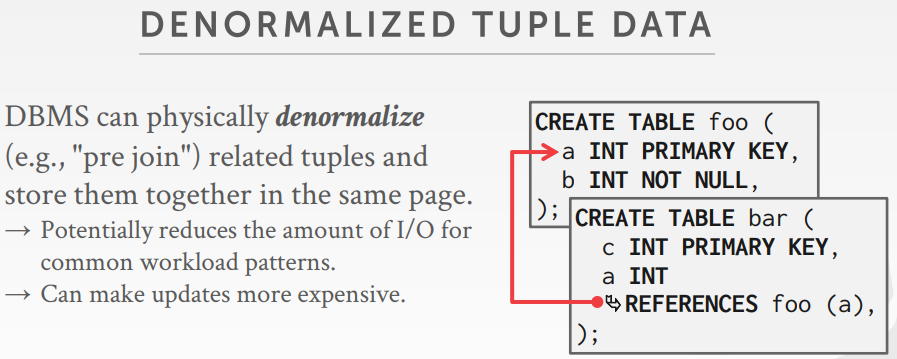 DENORMALIZED TUPLE DATA
DBMS can physically denormalize
(e.g., "pre join") related tuples and
store them together in the same page.
→ Potentially reduces the amount of I/O for
common workload patterns.
→ Can make updates more expensive.
CREATE TABLE foo (
a INT PRIMARY KEY,
b INT NOT NULL,
);
CREATE TABLE bar (
c INT PRIMARY KEY,
a INT
↳REFERENCES foo (a),
);